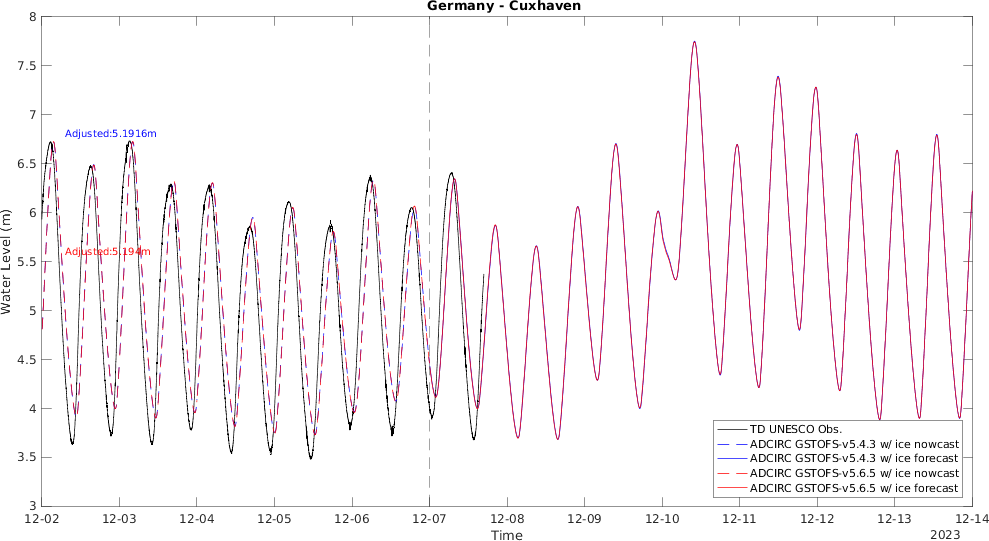 Germany - Cuxhaven
8
7.5
7
6.5
6
5.5
5
4.5
4
3.5
3
Water Level (m)
Adjusted:5.1916m
Adjusted:5.194m
TD UNESCO Obs.
ADCIRC GSTOFS-v5.4.3 w/ ice nowcast
ADCIRC GSTOFS-v5.4.3 w/ ice forecast
ADCIRC GSTOFS-v5.6.5 w/ ice nowcast
ADCIRC GSTOFS-v5.6.5 w/ ice forecast
12-02 12-03 12-04 12-05 12-06 12-07 12-08 12-09 12-10 12-11 12-12 12-13 12-14
Time
2023